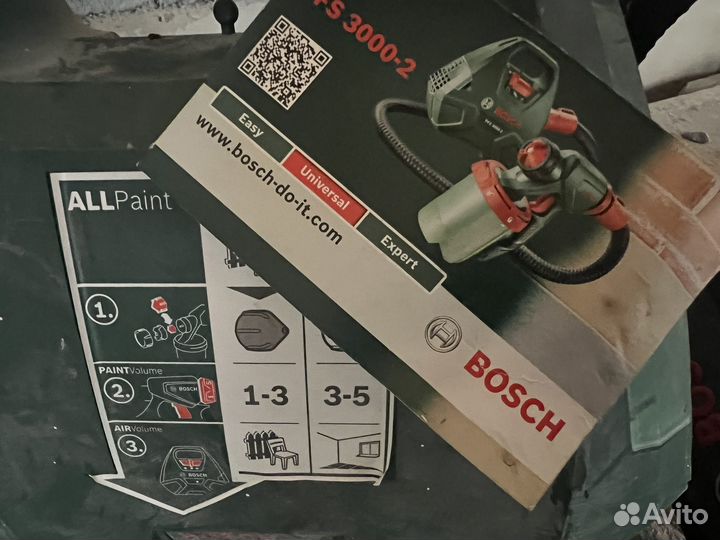 FS 3000-2
Easy
Universal
Expert
www.bosch-do-it.com
BOSCH
ALLPaint
1.
PAINTVolume
2.
BOSCH
1-3
3-5
AIRVolume
3.
BOSCH
Avito